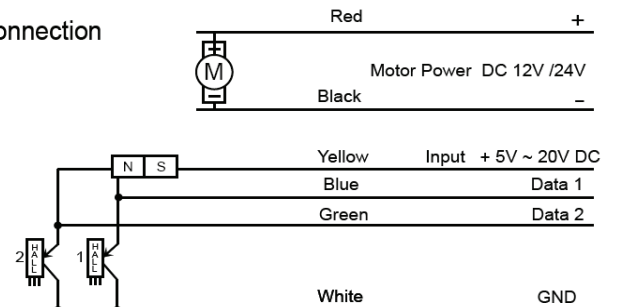 onnection
Red +
M
Motor Power DC 12V /24V
Black –
N S
Yellow Input + 5V ~ 20V DC
Blue Data 1
Green Data 2
2 HALL 1 HALL
White GND